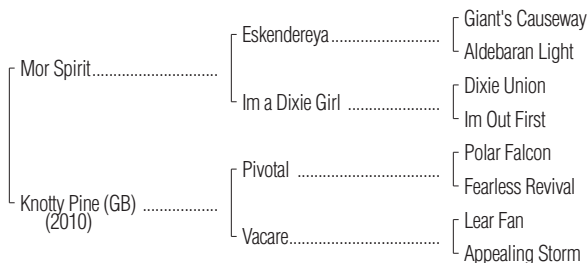 Giant's Causeway
Eskendereya..............................
Aldebaran Light
Mor Spirit...................................
Dixie Union
Im a Dixie Girl ..........................
Im Out First
Polar Falcon
Pivotal ......................................
Fearless Revival
Knotty Pine (GB) .....................
(2010)
Lear Fan
Vacare.......................................
Appealing Storm